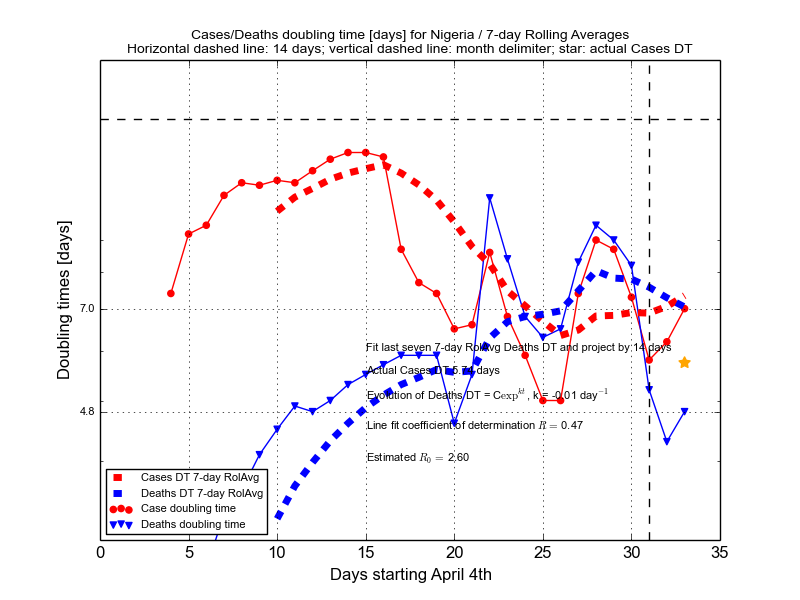 Cases/Deaths doubling time [days] for Nigeria / 7-day Rolling Averages
Horizontal dashed line: 14 days; vertical dashed line: month delimiter; star: actual Cases DT
Doubling times [days]
7.0
4.8
Fit last seven 7-day RolAvg Deaths DT and project by 14 days
Actual Cases DT 5.74 days
Evolution of Deaths DT = Cexp^{kt}, k = -0.01 day^{-1}
Line fit coefficient of determination R = 0.47
Estimated R_0 = 2.60
Cases DT 7-day RolAvg
Deaths DT 7-day RolAvg
Case doubling time
Deaths doubling time
0 5 10 15 20 25 30 35
Days starting April 4th